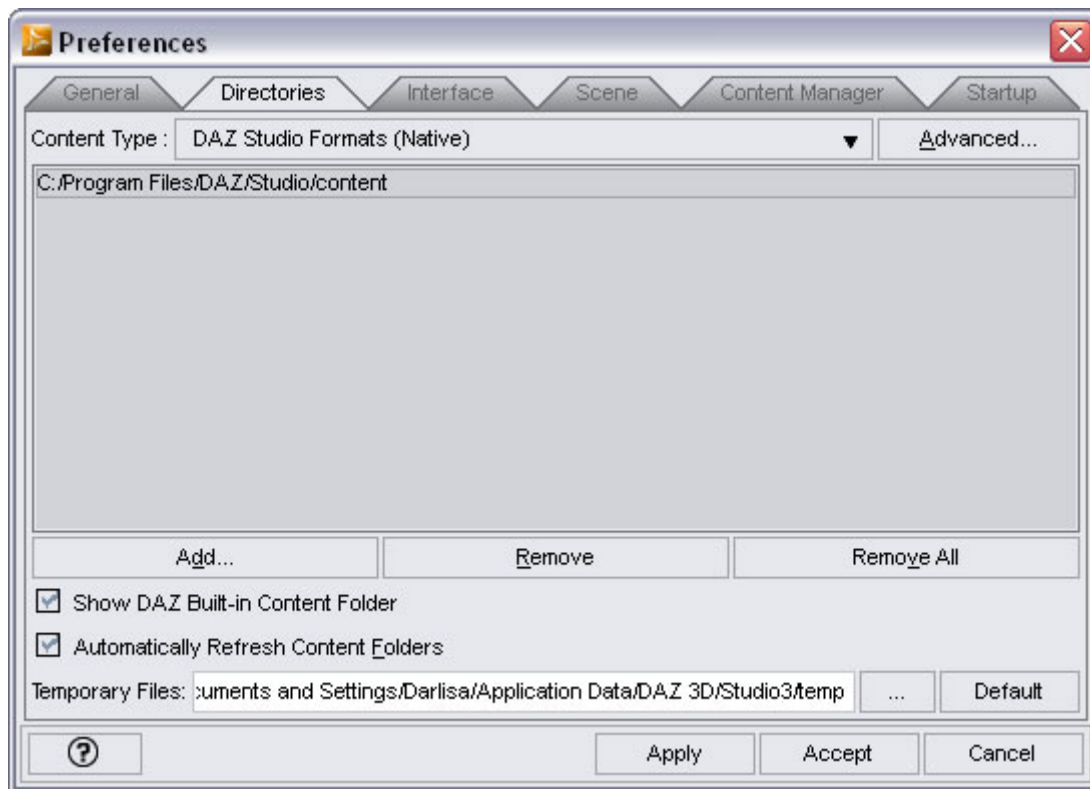 Preferences
General Directories Interface Scene Content Manager Startup
Content Type : DAZ Studio Formats (Native) Advanced...
C:/Program Files/DAZ/Studio/content
Add... Remove Remove All
Show DAZ Built-in Content Folder
Automatically Refresh Content Folders
Temporary Files: cuments and Settings/Darlisa/Application Data/DAZ 3D/Studio3/temp ... Default
? Apply Accept Cancel